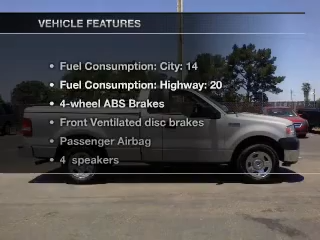 VEHICLE FEATURES
• Fuel Consumption: City: 14
• Fuel Consumption: Highway: 20
• 4-wheel ABS Brakes
• Front Ventilated disc brakes
• Passenger Airbag
• 4 speakers